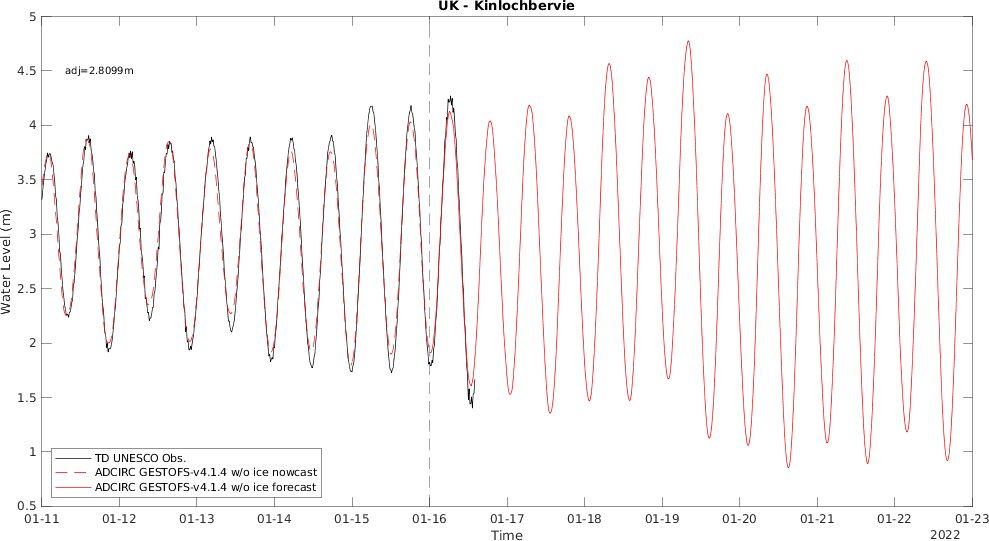 UK - Kinlochbervie
5
4.5
4
3.5
3
2.5
2
1.5
1
0.5
Water Level (m)
adj=2.8099m
TD UNESCO Obs.
ADCIRC GESTOFS-v4.1.4 w/o ice nowcast
ADCIRC GESTOFS-v4.1.4 w/o ice forecast
01-11 01-12 01-13 01-14 01-15 01-16 01-17 01-18 01-19 01-20 01-21 01-22 01-23
Time
2022